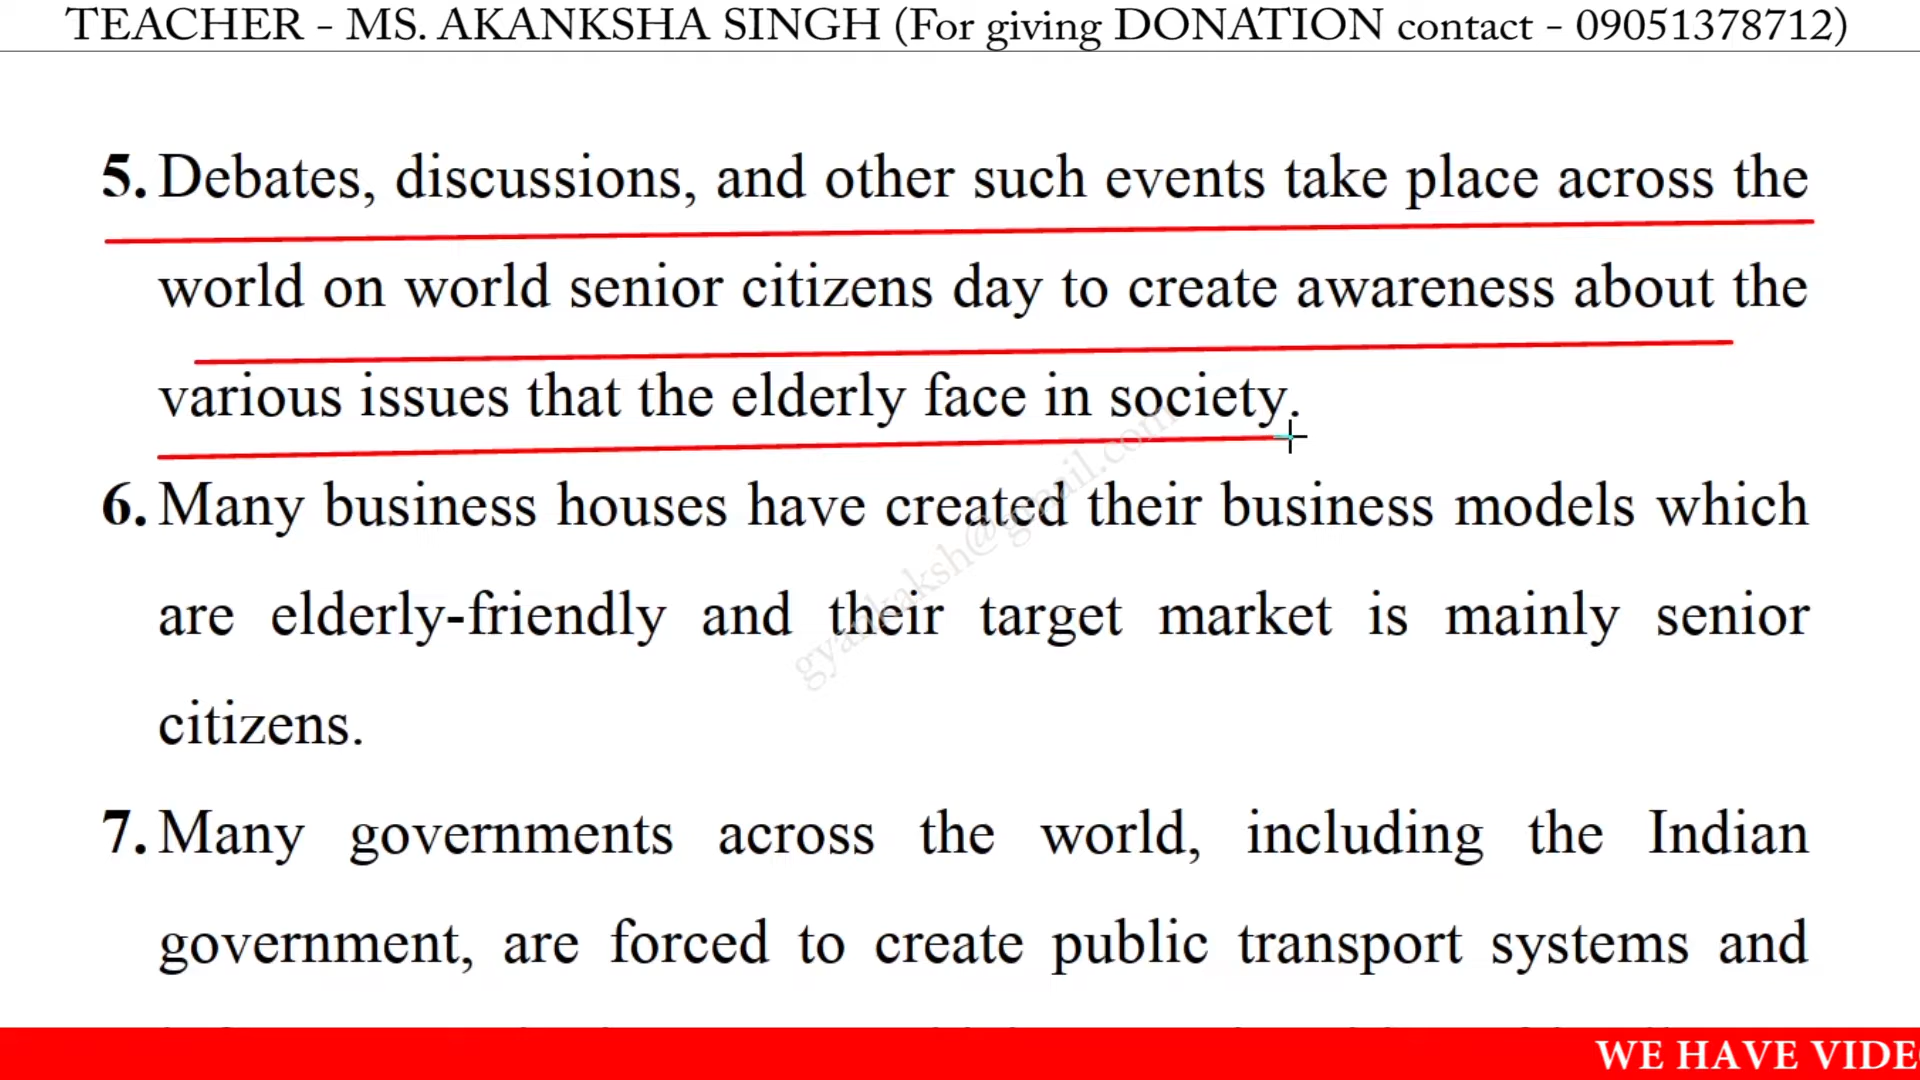 TEACHER - MS. AKANKSHA SINGH (For giving DONATION contact - 09051378712)
5. Debates, discussions, and other such events take place across the
world on world senior citizens day to create awareness about the
various issues that the elderly face in society.
6. Many business houses have created their business models which
are elderly-friendly and their target market is mainly senior
citizens.
7. Many governments across the world, including the Indian
government, are forced to create public transport systems and
gyankaksh@gmail.com
WE HAVE